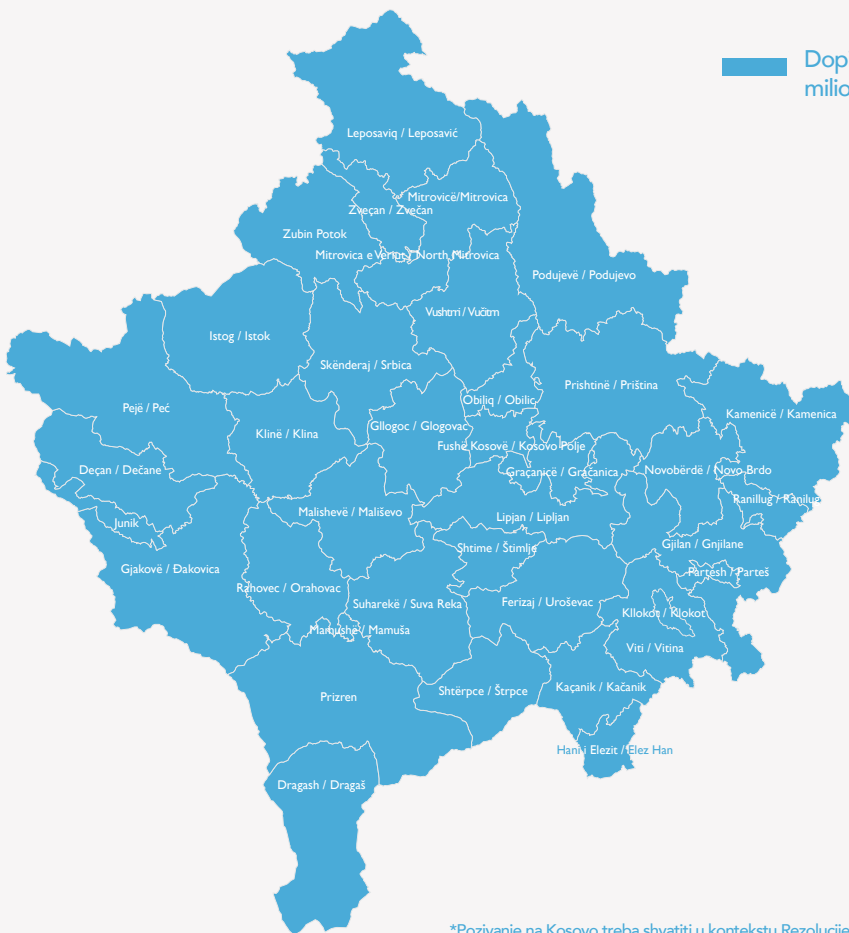 Dop
milio
Leposaviq / Leposavić
Mitrovicë/Mitrovica
Zveçan / Zvečan
Zubin Potok
Mitrovica e Veriut / North Mitrovica
Podujevë / Podujevo
Vushtrri / Vučitrn
Istog / Istok
Skënderaj / Srbica
Prishtinë / Priština
Obiliq / Obilic
Pejë / Peć
Kamenicë / Kamenica
Gllogoc / Glogovac
Klinë / Klina
Fushë Kosovë / Kosovo Polje
Deçan / Dečane
Graçanicë / Gračanica
Novobërdë / Novo Brdo
Ranillug / Ranilug
Malishevë / Mališevo
Lipjan / Lipljan
Junik
Shtime / Štimlje
Gjilan / Gnjilane
Gjakovë / Đakovica
Partesh / Parteš
Rahovec / Orahovac
Suharekë / Suva Reka
Ferizaj / Uroševac
Kllokot / Klokot
Mamushë / Mamuša
Viti / Vitina
Prizren
Shtërpce / Štrpce
Kaçanik / Kačanik
Hani i Elezit / Elez Han
Dragash / Dragaš
*Pozivanje na Kosovo treba shvatiti u kontekstu Rezolucije